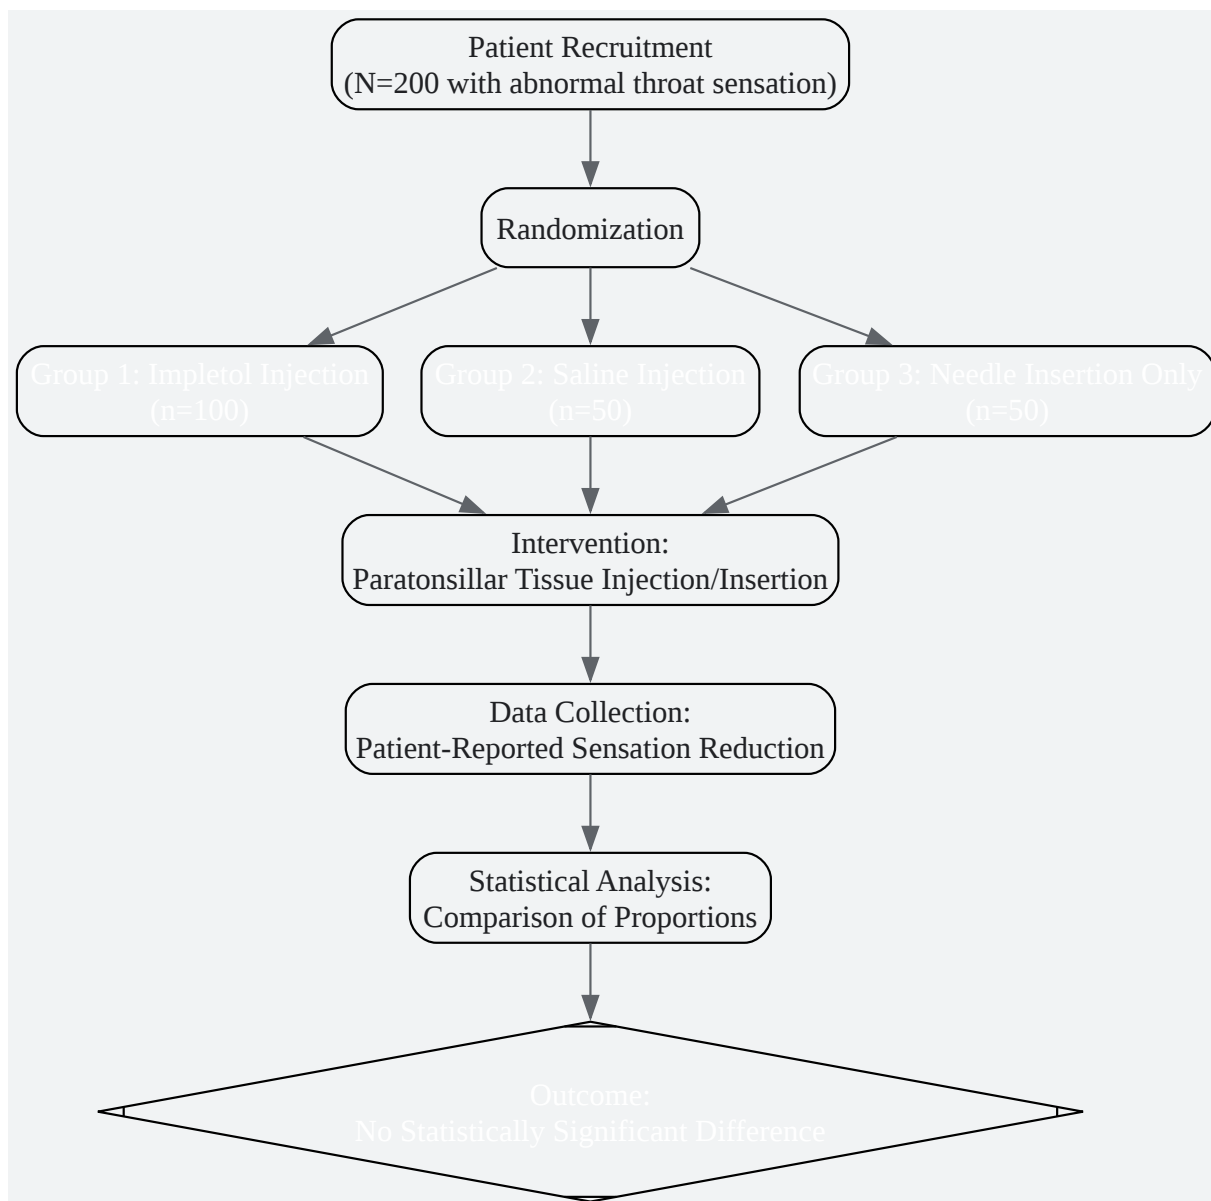 Patient Recruitment
(N=200 with abnormal throat sensation)
Randomization
Group 1: Impletol Injection
(n=100)
Group 2: Saline Injection
(n=50)
Group 3: Needle Insertion Only
(n=50)
Intervention:
Paratonsillar Tissue Injection/Insertion
Data Collection:
Patient-Reported Sensation Reduction
Statistical Analysis:
Comparison of Proportions
Outcome:
No Statistically Significant Difference